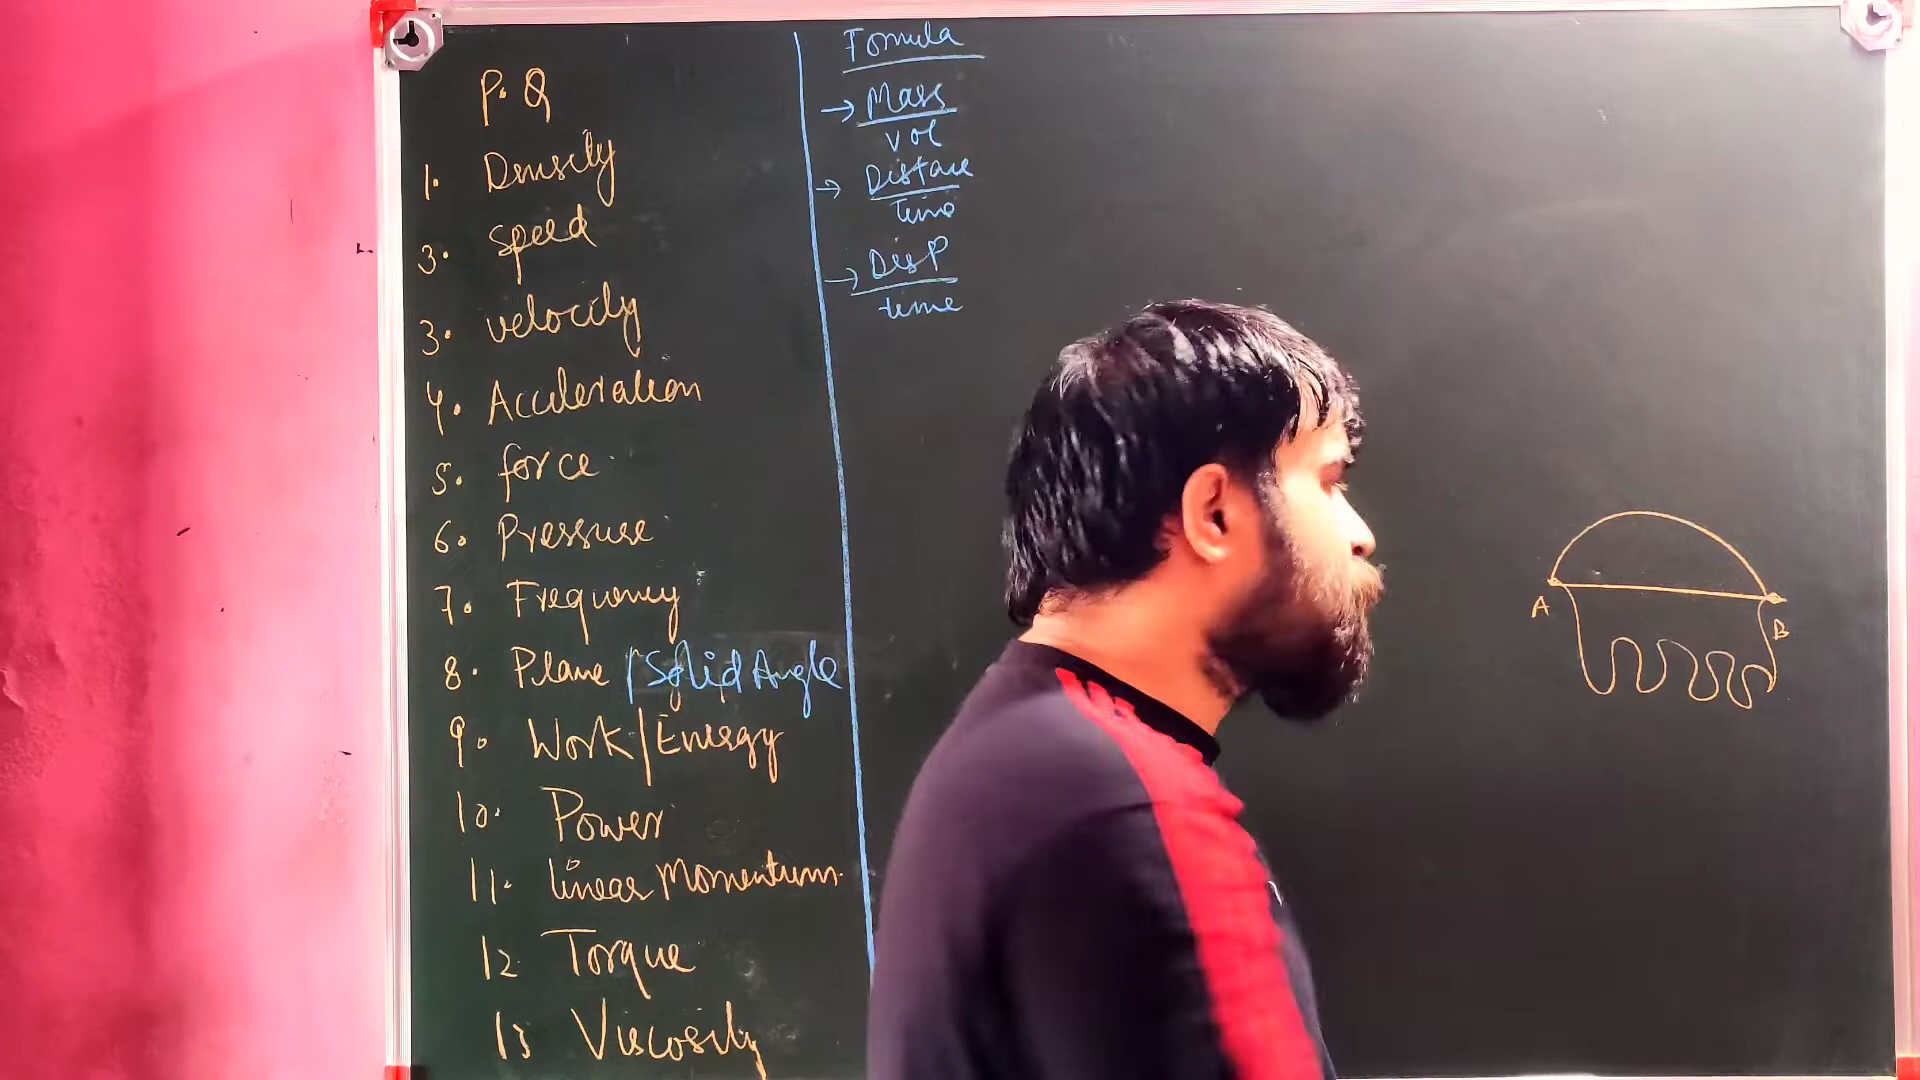 P. Q
1. Density
3. speed
3. velocity
4. Acceleration
5. force
6. Pressure
7. Frequency
8. Plane / Solid Angle
9. Work/Energy
10. Power
11. linear Momentum
12 Torque
13 Viscosity
Formula
→ Mass
Vol
→ Distance
Time
→ Disp
time
A
B